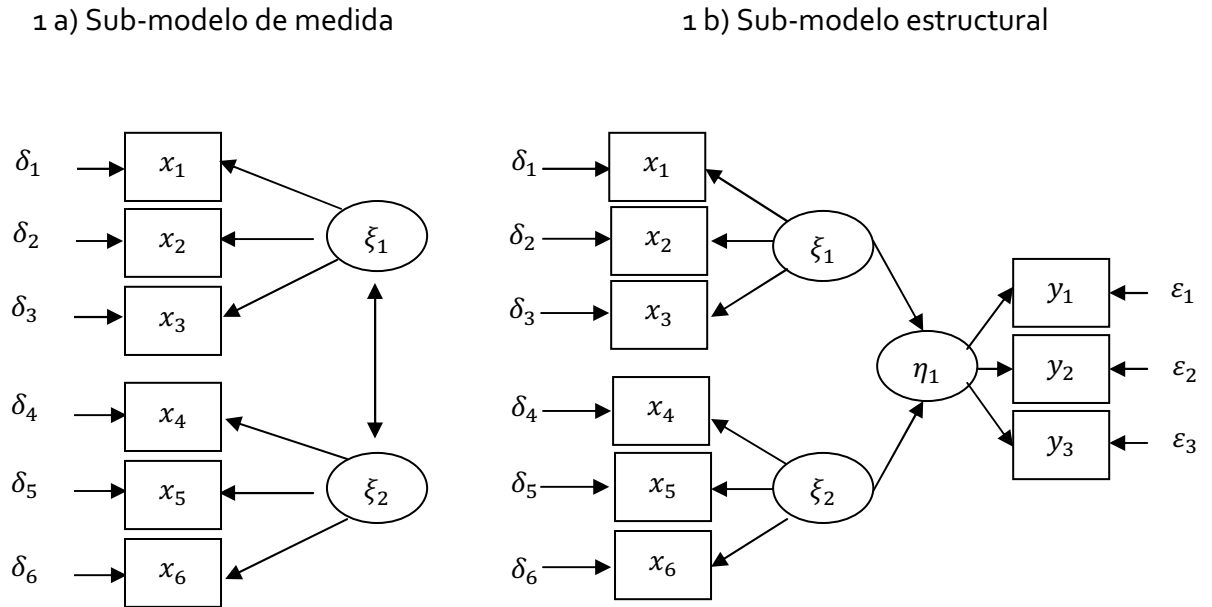 1 a) Sub-modelo de medida
1 b) Sub-modelo estructural
δ1
x1
δ2
x2
δ3
x3
ξ1
δ4
x4
δ5
x5
δ6
x6
ξ2
δ1
x1
δ2
x2
δ3
x3
ξ1
δ4
x4
δ5
x5
δ6
x6
ξ2
η1
y1
ε1
y2
ε2
y3
ε3